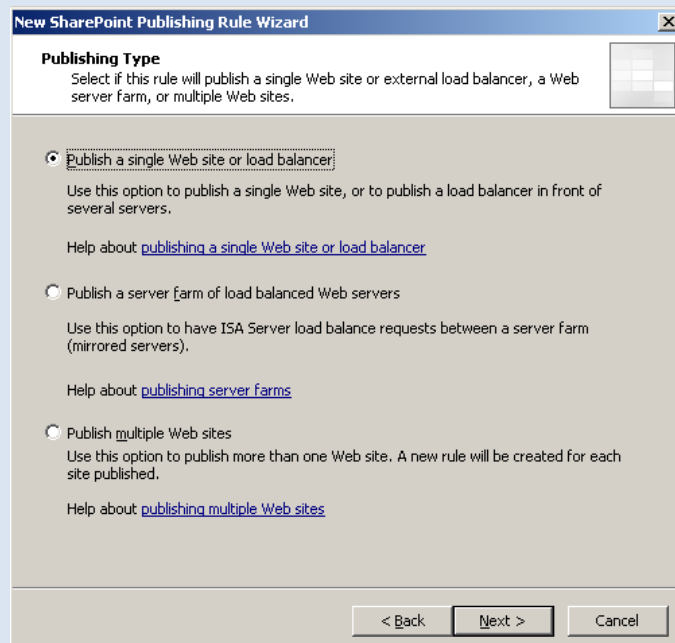 New SharePoint Publishing Rule Wizard
Publishing Type
Select if this rule will publish a single Web site or external load balancer, a Web
server farm, or multiple Web sites.
Publish a single Web site or load balancer
Use this option to publish a single Web site, or to publish a load balancer in front of
several servers.
Help about publishing a single Web site or load balancer
Publish a server farm of load balanced Web servers
Use this option to have ISA Server load balance requests between a server farm
(mirrored servers).
Help about publishing server farms
Publish multiple Web sites
Use this option to publish more than one Web site. A new rule will be created for each
site published.
Help about publishing multiple Web sites
< Back
Next >
Cancel